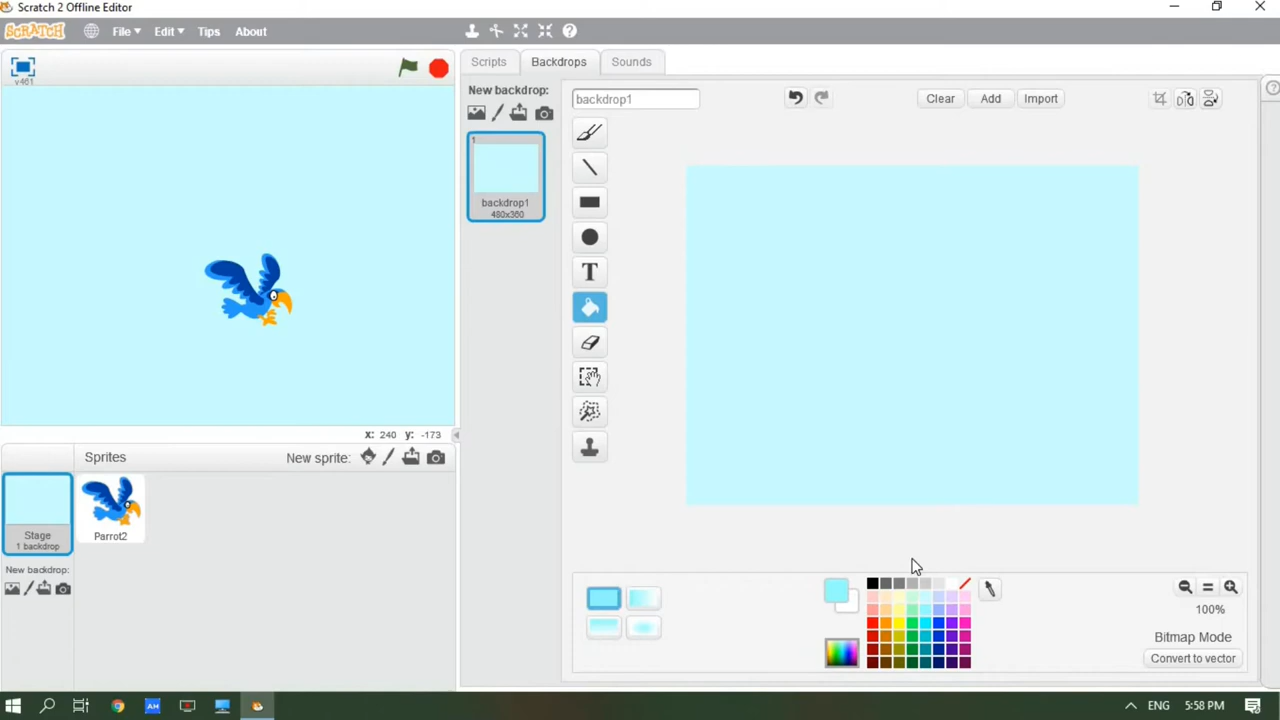 Scratch 2 Offline Editor
SCRATCH File Edit Tips About
v461
Scripts Backdrops Sounds
New backdrop:
backdrop1
Clear Add Import
1
backdrop1
480x360
T
x: 240 y: -173
Sprites New sprite:
Stage
1 backdrop
Parrot2
New backdrop:
100%
Bitmap Mode
Convert to vector
AM
ENG 5:58 PM